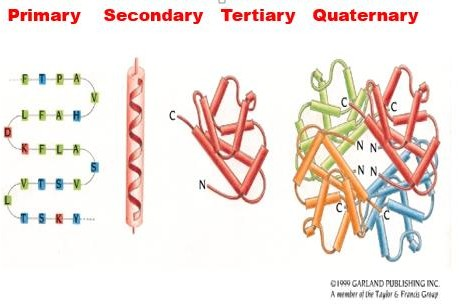 Primary Secondary Tertiary Quaternary
F T P A
V
L F A H
D
K F L A
S
V T S V
L
T S K V
C
N
C
C
N N
N N
C
C
©1999 GARLAND PUBLISHING INC.
A member of the Taylor & Francis Group